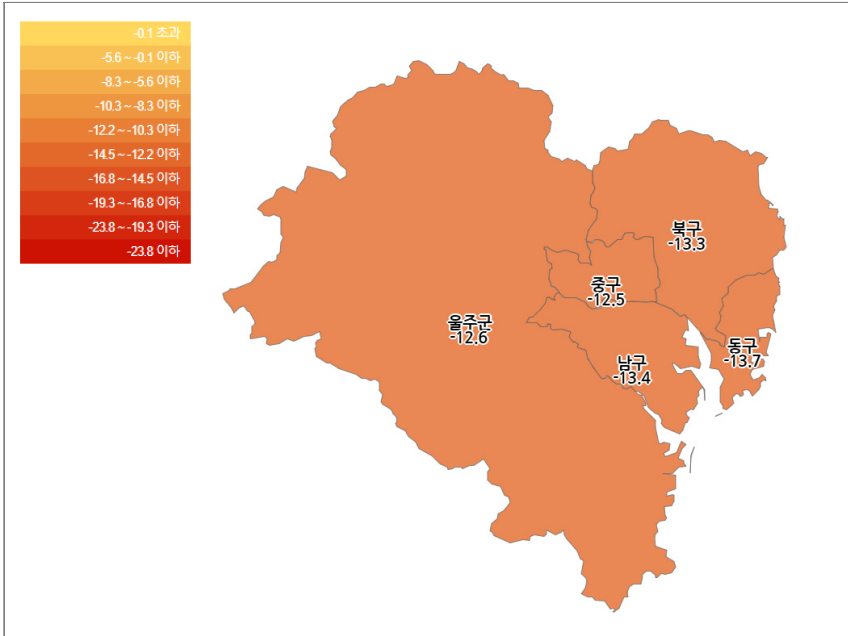 -0.1 초과
-5.6 ~ -0.1 이하
-8.3 ~ -5.6 이하
-10.3 ~ -8.3 이하
-12.2 ~ -10.3 이하
-14.5 ~ -12.2 이하
-16.8 ~ -14.5 이하
-19.3 ~ -16.8 이하
-23.8 ~ -19.3 이하
-23.8 이하
북구
-13.3
중구
-12.5
울주군
-12.6
동구
-13.7
남구
-13.4